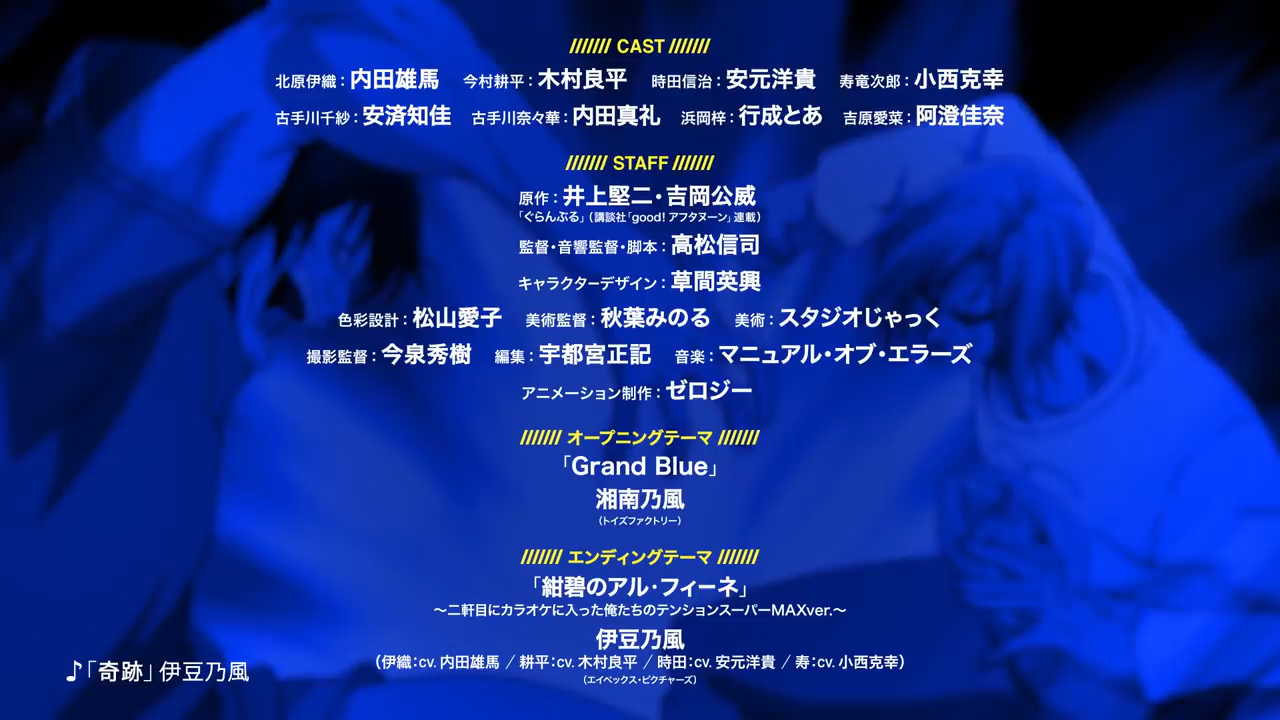 /////// CAST ///////
北原伊織：内田雄馬　今村耕平：木村良平　時田信治：安元洋貴　寿竜次郎：小西克幸
古手川千紗：安済知佳　古手川奈々華：内田真礼　浜岡梓：行成とあ　吉原愛菜：阿澄佳奈
/////// STAFF ///////
原作：井上堅二・吉岡公威
「ぐらんぶる」（講談社「good！アフタヌーン」連載）
監督・音響監督・脚本：高松信司
キャラクターデザイン：草間英興
色彩設計：松山愛子　美術監督：秋葉みのる　美術：スタジオじゃっく
撮影監督：今泉秀樹　編集：宇都宮正記　音楽：マニュアル・オブ・エラーズ
アニメーション制作：ゼロジー
/////// オープニングテーマ ///////
「Grand Blue」
湘南乃風
（トイズファクトリー）
/////// エンディングテーマ ///////
「紺碧のアル・フィーネ」
〜二軒目にカラオケに入った俺たちのテンションスーパーMAXver.〜
伊豆乃風
（伊織：cv. 内田雄馬 / 耕平：cv. 木村良平 / 時田：cv. 安元洋貴 / 寿：cv. 小西克幸）
（エイベックス・ピクチャーズ）
♪「奇跡」伊豆乃風